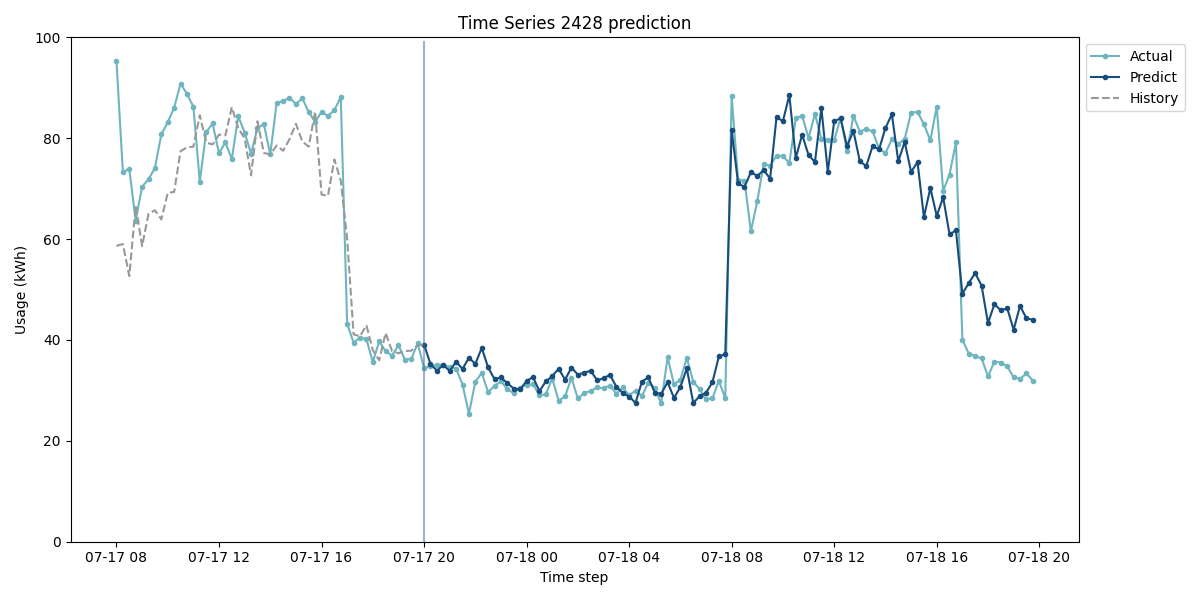 Time Series 2428 prediction
Usage (kWh)
100
80
60
40
20
0
07-17 08 07-17 12 07-17 16 07-17 20 07-18 00 07-18 04 07-18 08 07-18 12 07-18 16 07-18 20
Time step
Actual
Predict
History